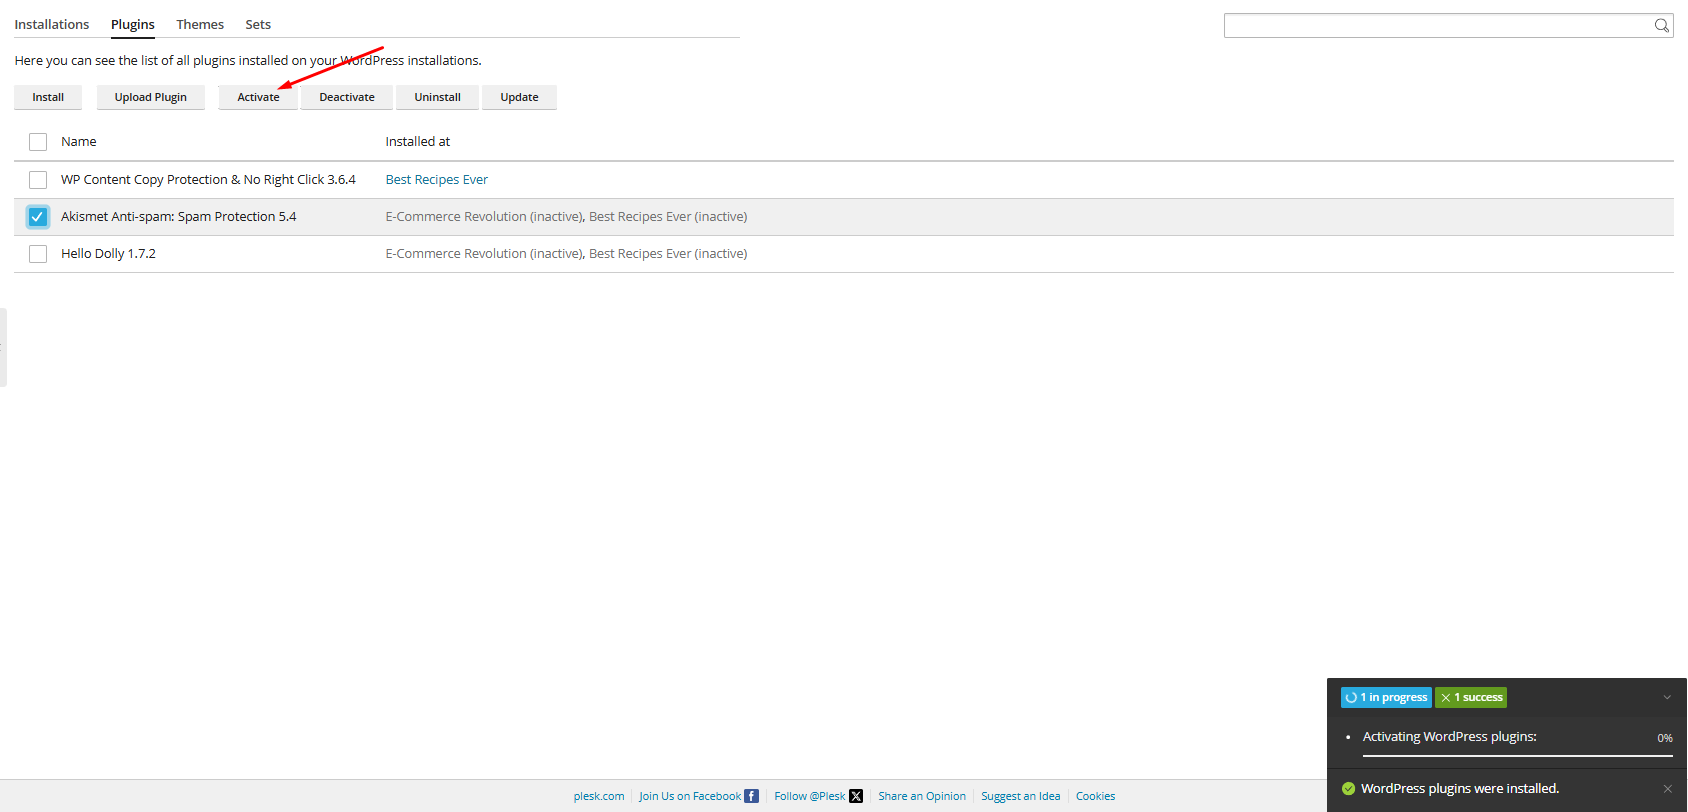 Installations Plugins Themes Sets
Here you can see the list of all plugins installed on your WordPress installations.
Install Upload Plugin Activate Deactivate Uninstall Update
Name Installed at
WP Content Copy Protection & No Right Click 3.6.4 Best Recipes Ever
Akismet Anti-spam: Spam Protection 5.4 E-Commerce Revolution (inactive), Best Recipes Ever (inactive)
Hello Dolly 1.7.2 E-Commerce Revolution (inactive), Best Recipes Ever (inactive)
1 in progress 1 success
Activating WordPress plugins: 0%
WordPress plugins were installed.
plesk.com Join Us on Facebook Follow @Plesk Share an Opinion Suggest an Idea Cookies